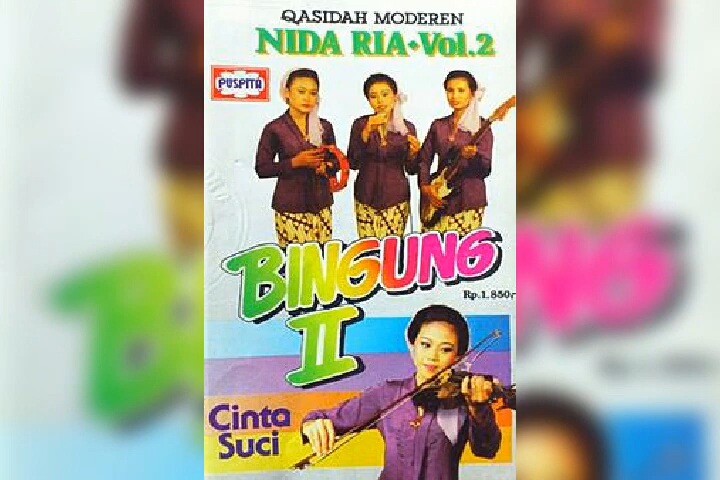 QASIDAH MODEREN
NIDA RIA•Vol.2
PUSPITA
BINGUNG
II
Rp.1.850,-
Cinta
Suci